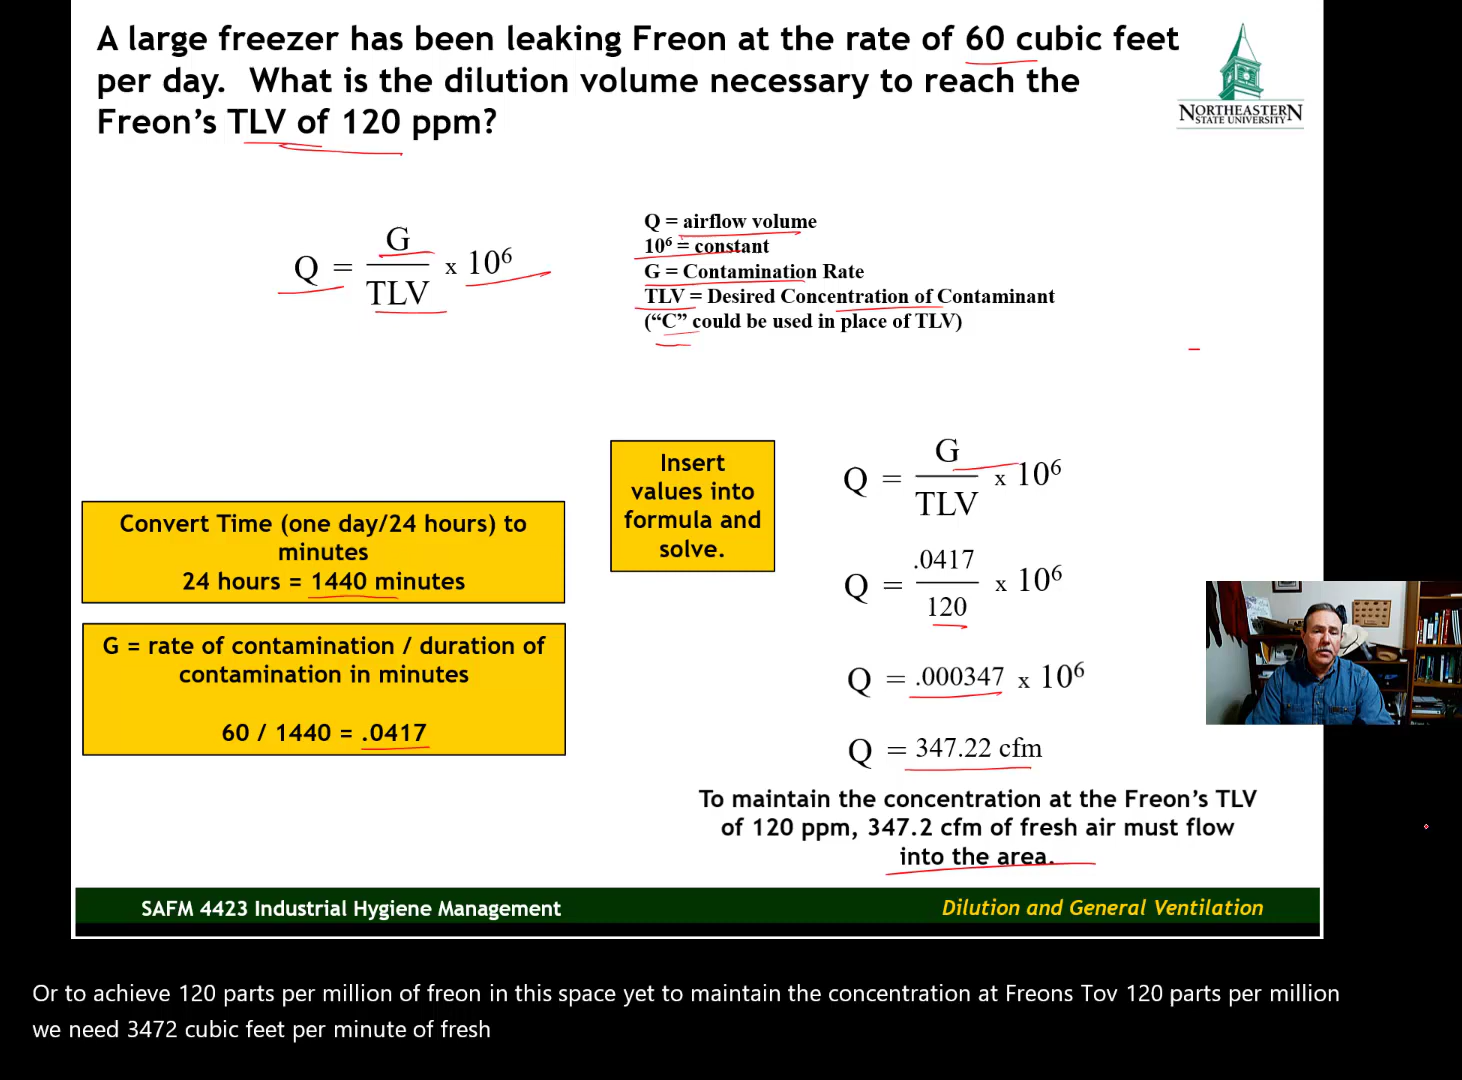 A large freezer has been leaking Freon at the rate of 60 cubic feet
per day. What is the dilution volume necessary to reach the
Freon's TLV of 120 ppm?
NORTHEASTERN
STATE UNIVERSITY
Q = G / TLV x 10⁶
Q = airflow volume
10⁶ = constant
G = Contamination Rate
TLV = Desired Concentration of Contaminant
("C" could be used in place of TLV)
Convert Time (one day/24 hours) to
minutes
24 hours = 1440 minutes
G = rate of contamination / duration of
contamination in minutes
60 / 1440 = .0417
Insert
values into
formula and
solve.
Q = G / TLV x 10⁶
Q = .0417 / 120 x 10⁶
Q = .000347 x 10⁶
Q = 347.22 cfm
To maintain the concentration at the Freon's TLV
of 120 ppm, 347.2 cfm of fresh air must flow
into the area.
SAFM 4423 Industrial Hygiene Management
Dilution and General Ventilation
Or to achieve 120 parts per million of freon in this space yet to maintain the concentration at Freons Tov 120 parts per million
we need 3472 cubic feet per minute of fresh